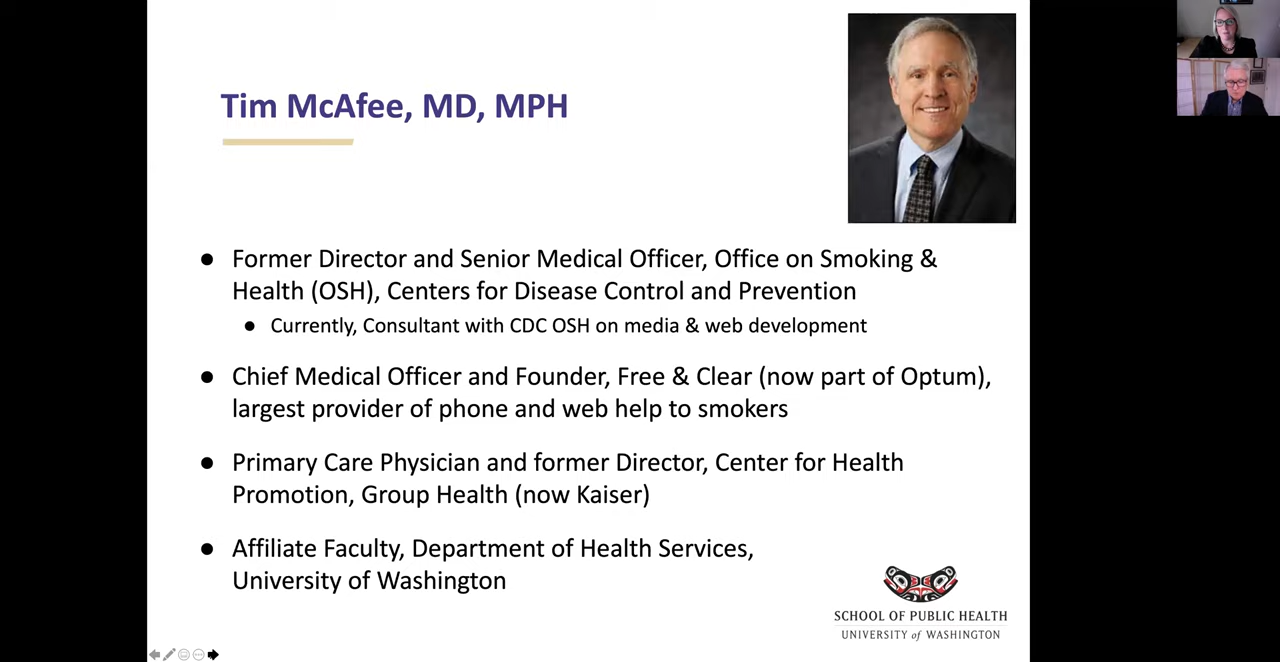 Tim McAfee, MD, MPH
● Former Director and Senior Medical Officer, Office on Smoking &
Health (OSH), Centers for Disease Control and Prevention
● Currently, Consultant with CDC OSH on media & web development
● Chief Medical Officer and Founder, Free & Clear (now part of Optum),
largest provider of phone and web help to smokers
● Primary Care Physician and former Director, Center for Health
Promotion, Group Health (now Kaiser)
● Affiliate Faculty, Department of Health Services,
University of Washington
SCHOOL OF PUBLIC HEALTH
UNIVERSITY of WASHINGTON